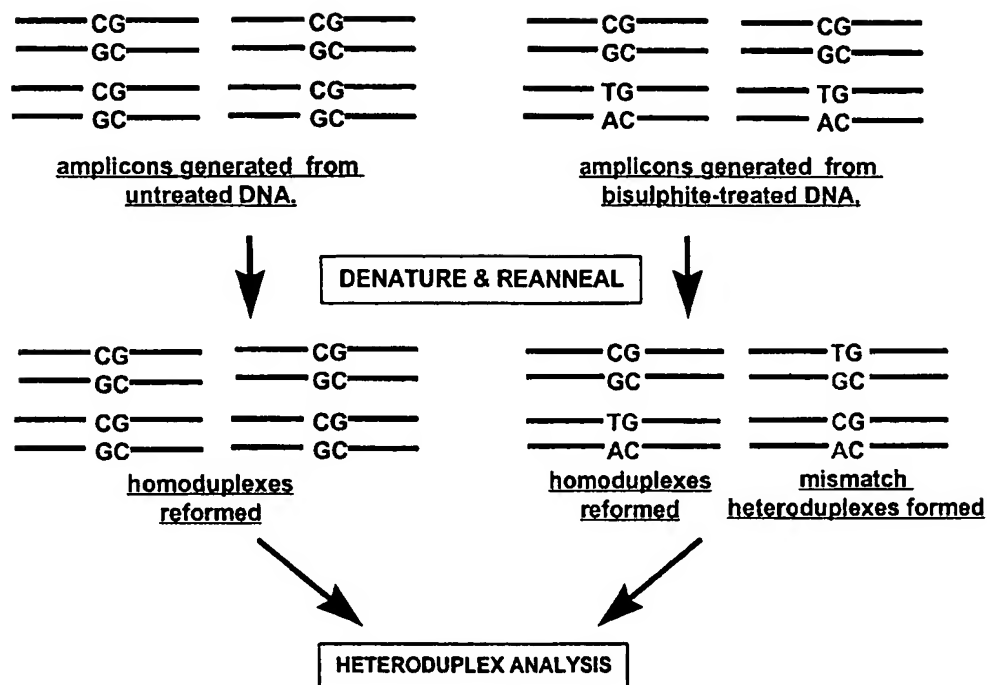 CG CG CG CG
GC GC GC GC
CG CG TG TG
GC GC AC AC
amplicons generated from
untreated DNA.
amplicons generated from
bisulphite-treated DNA.
DENATURE & REANNEAL
CG CG CG TG
GC GC GC GC
CG CG TG CG
GC GC AC AC
homoduplexes
reformed
homoduplexes
reformed
mismatch
heteroduplexes formed
HETERODUPLEX ANALYSIS